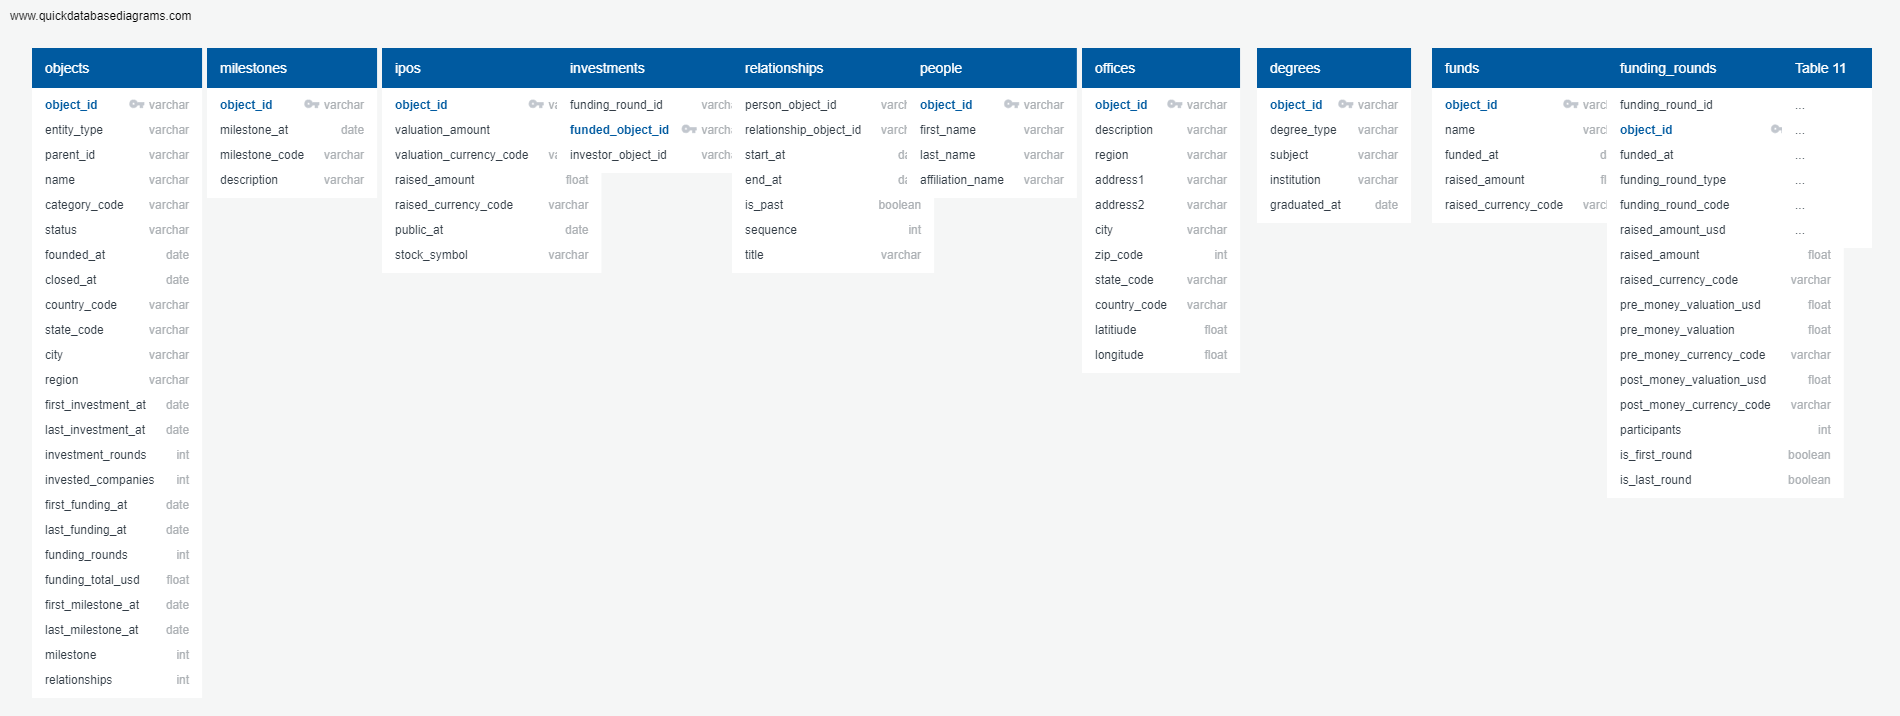 www.quickdatabasediagrams.com
objects
object_id varchar
entity_type varchar
parent_id varchar
name varchar
category_code varchar
status varchar
founded_at date
closed_at date
country_code varchar
state_code varchar
city varchar
region varchar
first_investment_at date
last_investment_at date
investment_rounds int
invested_companies int
first_funding_at date
last_funding_at date
funding_rounds int
funding_total_usd float
first_milestone_at date
last_milestone_at date
milestone int
relationships int
milestones
object_id varchar
milestone_at date
milestone_code varchar
description varchar
ipos
object_id va
valuation_amount
valuation_currency_code va
raised_amount float
raised_currency_code varchar
public_at date
stock_symbol varchar
investments
funding_round_id varcha
funded_object_id varcha
investor_object_id varcha
relationships
person_object_id varch
relationship_object_id varch
start_at da
end_at da
is_past boolean
sequence int
title varchar
people
object_id varchar
first_name varchar
last_name varchar
affiliation_name varchar
offices
object_id varchar
description varchar
region varchar
address1 varchar
address2 varchar
city varchar
zip_code int
state_code varchar
country_code varchar
latitiude float
longitude float
degrees
object_id varchar
degree_type varchar
subject varchar
institution varchar
graduated_at date
funds
object_id varcl
name varcl
funded_at d
raised_amount fl
raised_currency_code varcl
funding_rounds
funding_round_id
object_id
funded_at
funding_round_type
funding_round_code
raised_amount_usd
raised_amount float
raised_currency_code varchar
pre_money_valuation_usd float
pre_money_valuation float
pre_money_currency_code varchar
post_money_valuation_usd float
post_money_currency_code varchar
participants int
is_first_round boolean
is_last_round boolean
Table 11
...
...
...
...
...
...